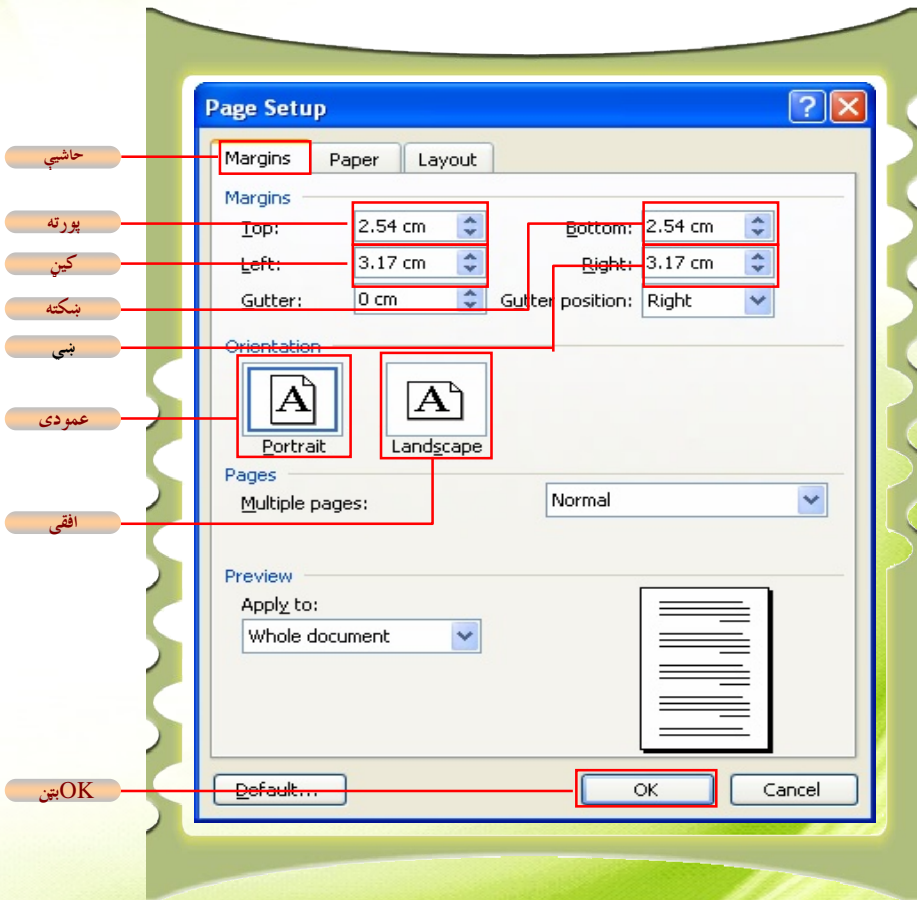 Page Setup
حاشيې
Margins Paper Layout
Margins
پورته
Top: 2.54 cm Bottom: 2.54 cm
کيڼ
Left: 3.17 cm Right: 3.17 cm
ښکته
Gutter: 0 cm Gutter position: Right
ښی
Orientation
A A
عمودی
Portrait Landscape
Pages
Multiple pages: Normal
افقی
Preview
Apply to:
Whole document
OKبټن
Default... OK Cancel